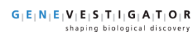 G|E|N|E|V|E|S|T|I|G|A|T|O|R
shaping biological discovery